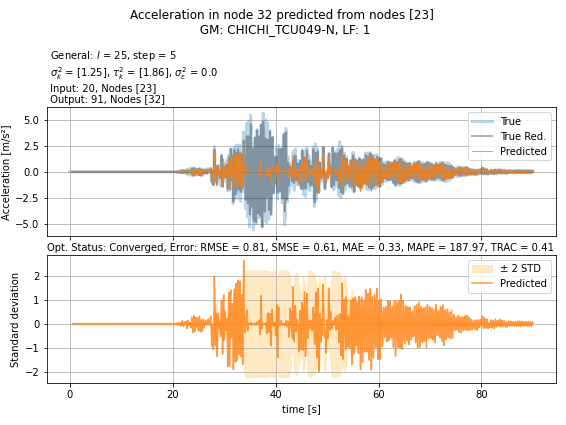 Acceleration in node 32 predicted from nodes [23]
GM: CHICHI_TCU049-N, LF: 1
General: l = 25, step = 5
σ²ₖ = [1.25], τ²ₖ = [1.86], σ²ε = 0.0
Input: 20, Nodes [23]
Output: 91, Nodes [32]
Acceleration [m/s²]
5.0
2.5
0.0
−2.5
−5.0
True
True Red.
Predicted
Opt. Status: Converged, Error: RMSE = 0.81, SMSE = 0.61, MAE = 0.33, MAPE = 187.97, TRAC = 0.41
Standard deviation
2
1
0
−1
−2
± 2 STD
Predicted
0 20 40 60 80
time [s]